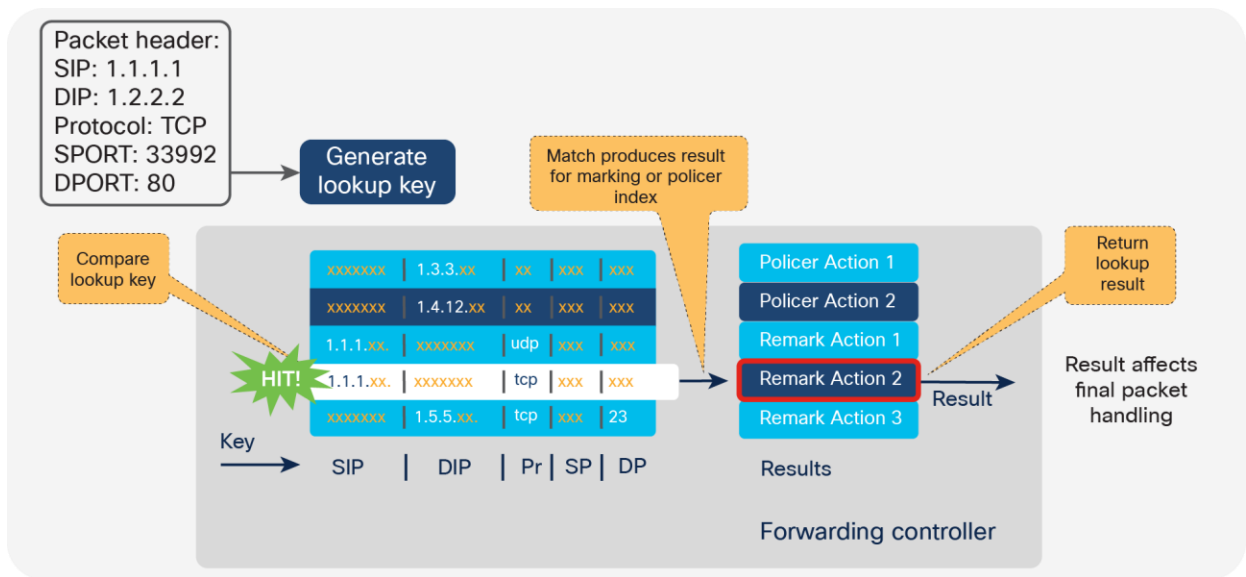 Packet header:
SIP: 1.1.1.1
DIP: 1.2.2.2
Protocol: TCP
SPORT: 33992
DPORT: 80
Generate
lookup key
Match produces result
for marking or policer
index
Compare
lookup key
Return
lookup
result
xxxxxxx | 1.3.3.xx | xx | xxx | xxx
xxxxxxx | 1.4.12.xx | xx | xxx | xxx
1.1.1.xx. | xxxxxxx | udp | xxx | xxx
HIT! 1.1.1.xx. | xxxxxxx | tcp | xxx | xxx
xxxxxxx | 1.5.5.xx. | tcp | xxx | 23
Key
SIP | DIP | Pr | SP | DP
Policer Action 1
Policer Action 2
Remark Action 1
Remark Action 2
Remark Action 3
Result
Results
Result affects
final packet
handling
Forwarding controller